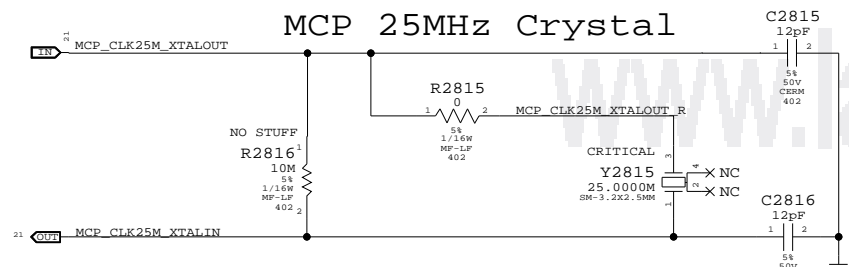 MCP 25MHz Crystal
C2815
12pF
1 2
5%
50V
CERM
402
21
IN
MCP_CLK25M_XTALOUT
R2815
0
1 2
5%
1/16W
MF-LF
402
MCP_CLK25M_XTALOUT_R
NO STUFF
R2816
1
10M
5%
1/16W
MF-LF
402
2
CRITICAL
3
Y2815
25.0000M
SM-3.2X2.5MM
1
4
NC
2
NC
C2816
12pF
1 2
5%
50V
21
OUT
MCP_CLK25M_XTALIN
www.